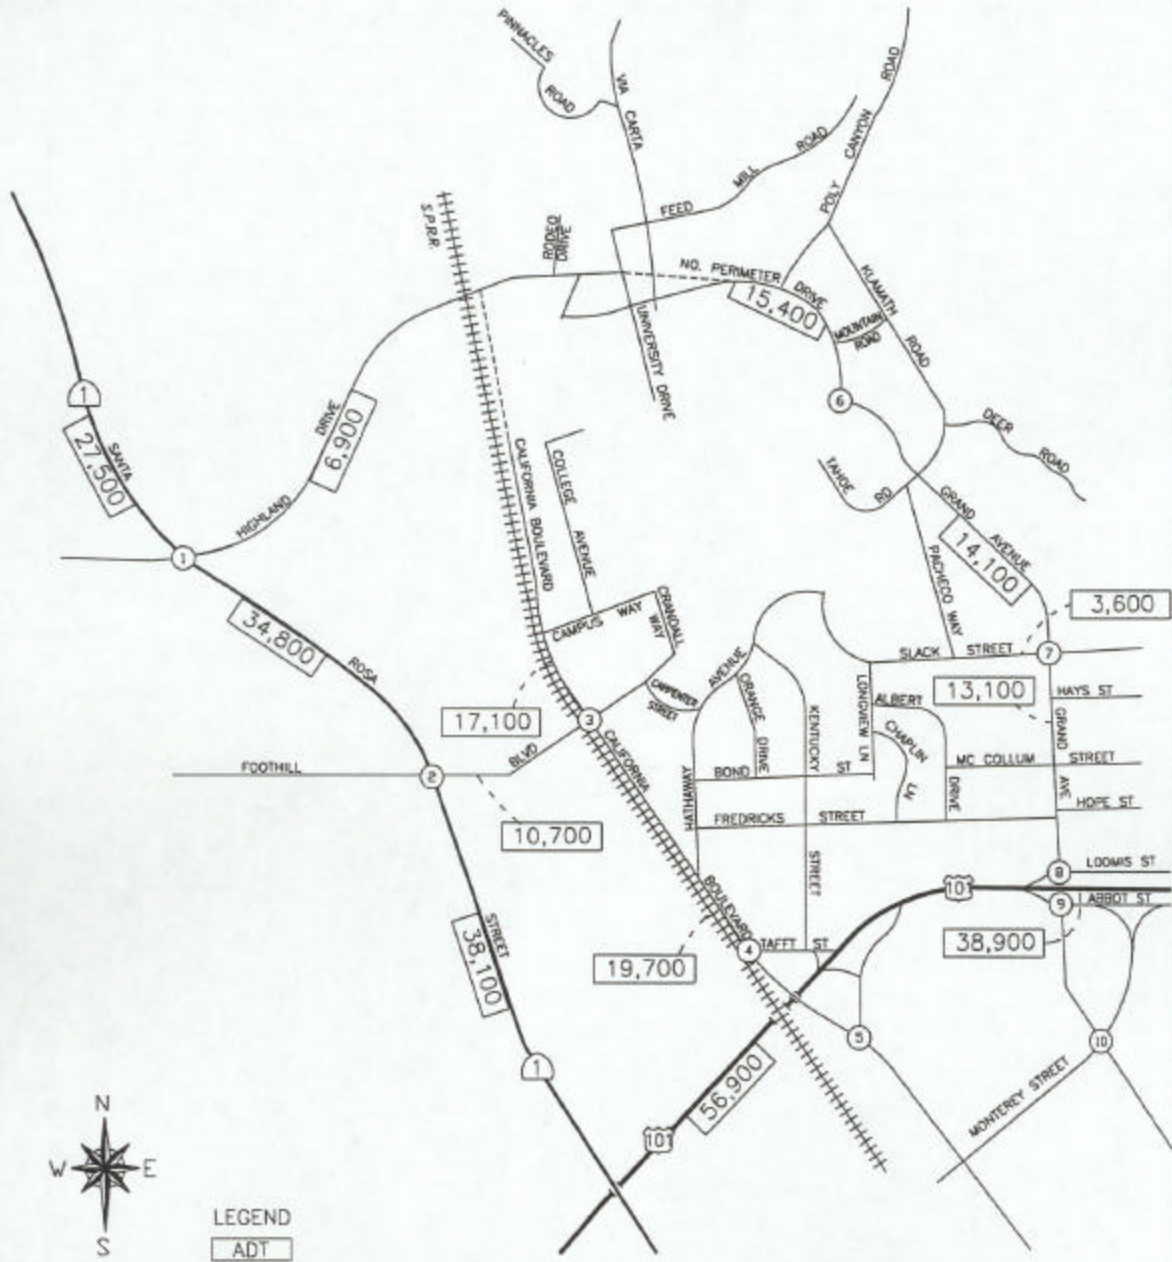 PINNACLES
ROAD
VIA CARTA
POLY CANYON ROAD
FEED MILL ROAD
S.P.R.R.
RODEO
DRIVE
NO. PERIMETER DRIVE
15,400
KLAMATH ROAD
MOUNTAIN
ROAD
UNIVERSITY DRIVE
1
27,500
SANTA
HIGHLAND DRIVE
6,900
6
DEER ROAD
TAHOE RD
CALIFORNIA BOULEVARD
COLLEGE AVENUE
GRAND AVENUE
14,100
1
34,800
ROSA
CAMPUS WAY
CRANDALL
WAY
PACHECO WAY
3,600
SLACK STREET
7
CARPENTER
STREET
HATHAWAY AVENUE
ORANGE DRIVE
KENTUCKY STREET
LONGVIEW LN
ALBERT DRIVE
CHAPLIN LN
13,100
HAYS ST
GRAND AVE
17,100
3
CALIFORNIA BOULEVARD
FOOTHILL BLVD
2
BOND ST
MC COLLUM STREET
10,700
FREDRICKS STREET
HOPE ST
8
LOOMIS ST
101
9
ABBOT ST
STREET
38,100
19,700
4
TAFFT ST
38,900
5
10
1
56,900
101
MONTEREY STREET
N
W E
S
LEGEND
ADT